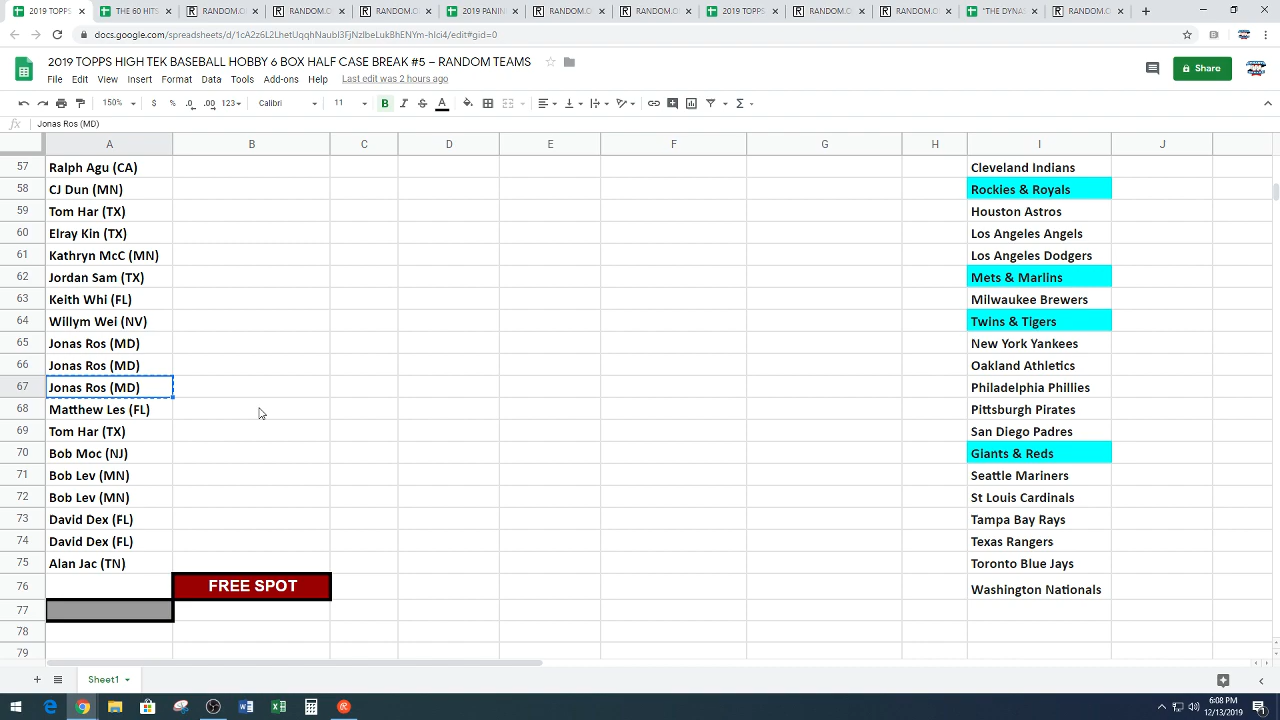 2019 TOPPS THE 60 HITS RANDOM.O RANDOM.C RANDOM.C 2019 PANIN RANDOM.C RANDOM.O 2019 TOPPS RANDOM.C RANDOM.C "THE DYNAS RANDOM.C
docs.google.com/spreadsheets/d/
2019 TOPPS HIGH TEK BASEBALL HOBBY 6 BOX HALF CASE BREAK #5 – RANDOM TEAMS
File Edit View Insert Format Data Tools Add-ons Help Last edit was 2 hours ago
Share
150% $ % .0 .00 123 Calibri 11 B I S A
fx Jonas Ros (MD)
A B C D E F G H I J
57 Ralph Agu (CA) Cleveland Indians
58 CJ Dun (MN) Rockies & Royals
59 Tom Har (TX) Houston Astros
60 Elray Kin (TX) Los Angeles Angels
61 Kathryn McC (MN) Los Angeles Dodgers
62 Jordan Sam (TX) Mets & Marlins
63 Keith Whi (FL) Milwaukee Brewers
64 Willym Wei (NV) Twins & Tigers
65 Jonas Ros (MD) New York Yankees
66 Jonas Ros (MD) Oakland Athletics
67 Jonas Ros (MD) Philadelphia Phillies
68 Matthew Les (FL) Pittsburgh Pirates
69 Tom Har (TX) San Diego Padres
70 Bob Moc (NJ) Giants & Reds
71 Bob Lev (MN) Seattle Mariners
72 Bob Lev (MN) St Louis Cardinals
73 David Dex (FL) Tampa Bay Rays
74 David Dex (FL) Texas Rangers
75 Alan Jac (TN) Toronto Blue Jays
76 FREE SPOT Washington Nationals
77
78
79
Sheet1
6:08 PM
12/13/2019